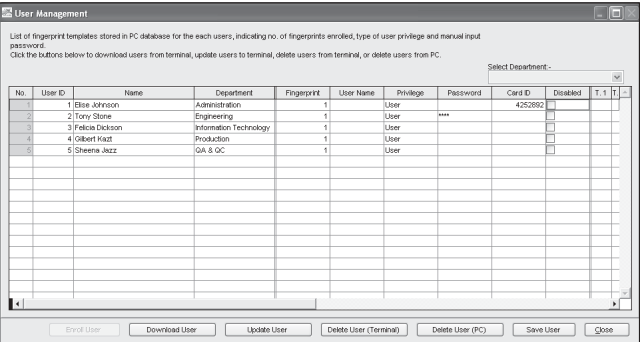 User Management
List of fingerprint templates stored in PC database for the each users, indicating no. of fingerprints enrolled, type of user privilege and manual input
password.
Click the buttons below to download users from terminal, update users to terminal, delete users from terminal, or delete users from PC.
Select Department:-
No. User ID Name Department Fingerprint User Name Privilege Password Card ID Disabled T. 1 T.
1 1 Elise Johnson Administration 1 User 4252892
2 2 Tony Stone Engineering 1 User ****
3 3 Felicia Dickson Information Technology 1 User
4 4 Gilbert Kazt Production 1 User
5 5 Sheena Jazz QA & QC 1 User
Enroll User Download User Update User Delete User (Terminal) Delete User (PC) Save User Close